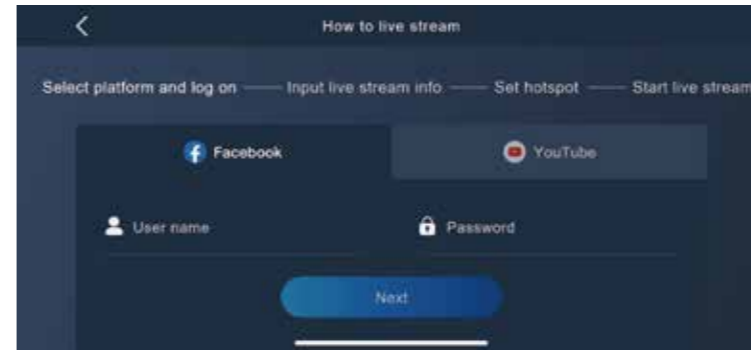 How to live stream
Select platform and log on Input live stream info Set hotspot Start live stream
Facebook YouTube
User name Password
Next